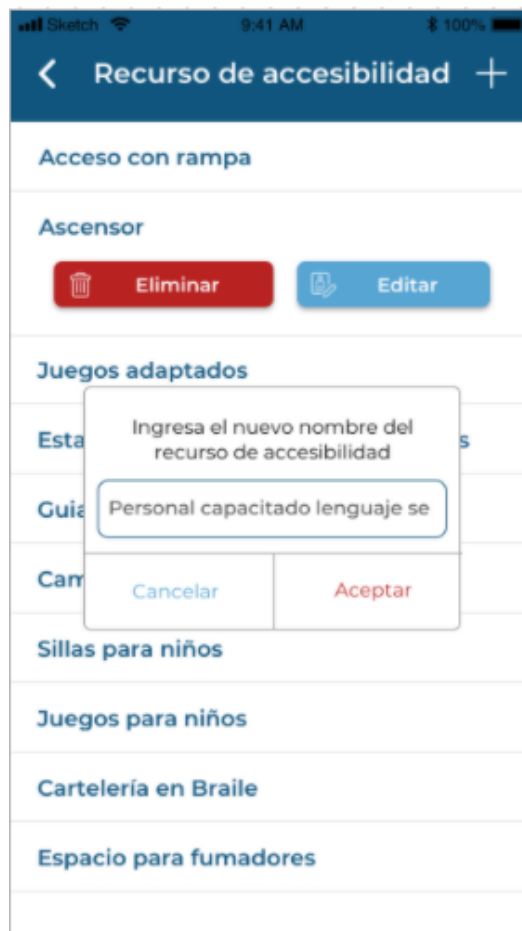 Sketch 9:41 AM 100%
Recurso de accesibilidad
Acceso con rampa
Ascensor
Eliminar Editar
Juegos adaptados
Ingresa el nuevo nombre del
recurso de accesibilidad
Personal capacitado lenguaje se
Cancelar Aceptar
Sillas para niños
Juegos para niños
Cartelería en Braile
Espacio para fumadores